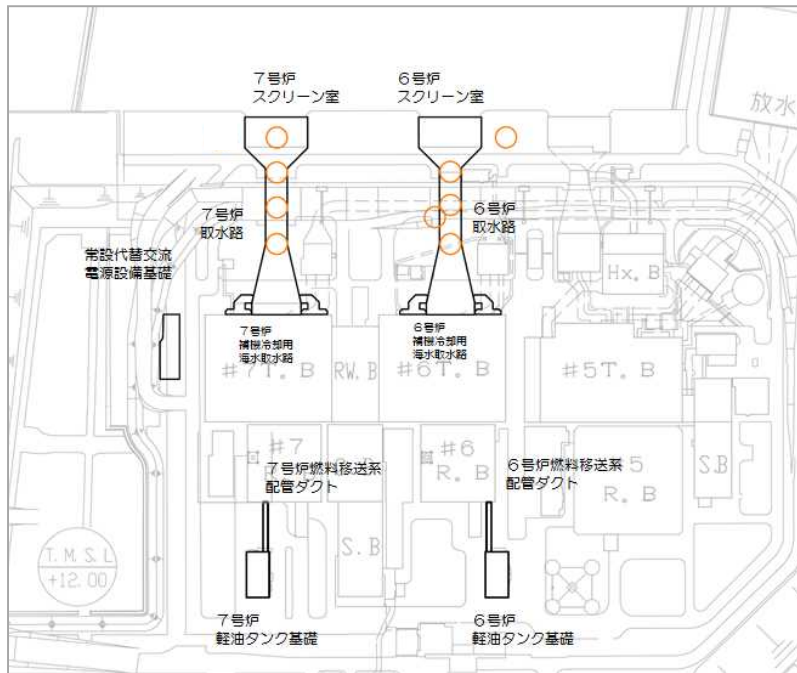 7号炉
スクリーン室
6号炉
スクリーン室
放水
7号炉
取水路
6号炉
取水路
常設代替交流
電源設備基礎
Hx. B
7号炉
補機冷却用
海水取水路
6号炉
補機冷却用
海水取水路
#7T. B
RW. B
#6T. B
#5T. B
#7
R. B
7号炉燃料移送系
配管ダクト
#6
R. B
6号炉燃料移送系
配管ダクト
5
R. B
S.B
S. B
T. M. S. L
+12. 00
7号炉
軽油タンク基礎
6号炉
軽油タンク基礎